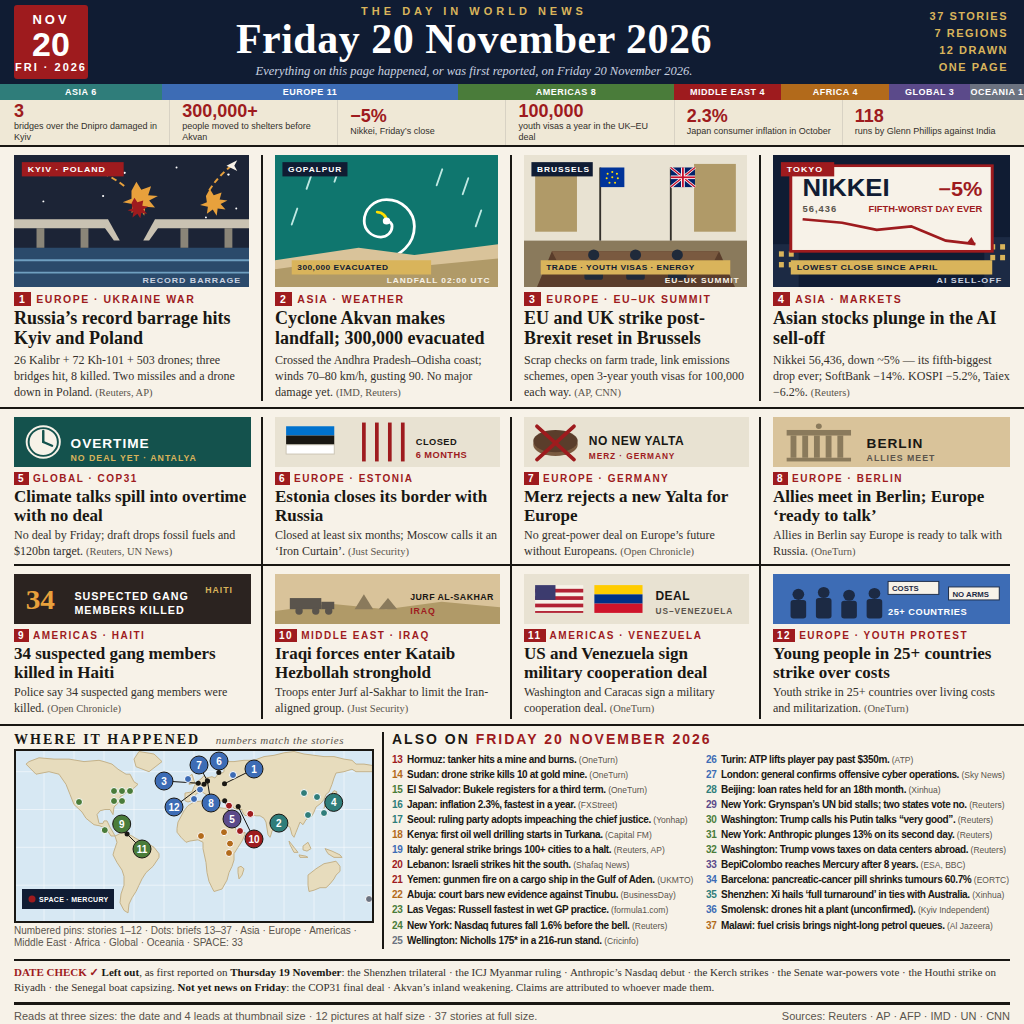 NOV
20
FRI · 2026
THE DAY IN WORLD NEWS
Friday 20 November 2026
Everything on this page happened, or was first reported, on Friday 20 November 2026.
37 STORIES
7 REGIONS
12 DRAWN
ONE PAGE
ASIA 6
EUROPE 11
AMERICAS 8
MIDDLE EAST 4
AFRICA 4
GLOBAL 3
OCEANIA 1
3
bridges over the Dnipro damaged in
Kyiv
300,000+
people moved to shelters before
Akvan
−5%
Nikkei, Friday’s close
100,000
youth visas a year in the UK–EU
deal
2.3%
Japan consumer inflation in October
118
runs by Glenn Phillips against India
KYIV · POLAND
RECORD BARRAGE
1 EUROPE · UKRAINE WAR
Russia’s record barrage hits
Kyiv and Poland
26 Kalibr + 72 Kh-101 + 503 drones; three
bridges hit, 8 killed. Two missiles and a drone
down in Poland. (Reuters, AP)
GOPALPUR
300,000 EVACUATED
LANDFALL 02:00 UTC
2 ASIA · WEATHER
Cyclone Akvan makes
landfall; 300,000 evacuated
Crossed the Andhra Pradesh–Odisha coast;
winds 70–80 km/h, gusting 90. No major
damage yet. (IMD, Reuters)
BRUSSELS
TRADE · YOUTH VISAS · ENERGY
EU–UK SUMMIT
3 EUROPE · EU–UK SUMMIT
EU and UK strike post-
Brexit reset in Brussels
Scrap checks on farm trade, link emissions
schemes, open 3-year youth visas for 100,000
each way. (AP, CNN)
TOKYO
NIKKEI −5%
56,436 FIFTH-WORST DAY EVER
LOWEST CLOSE SINCE APRIL
AI SELL-OFF
4 ASIA · MARKETS
Asian stocks plunge in the AI
sell-off
Nikkei 56,436, down ~5% — its fifth-biggest
drop ever; SoftBank −14%. KOSPI −5.2%, Taiex
−6.2%. (Reuters)
OVERTIME
NO DEAL YET · ANTALYA
5 GLOBAL · COP31
Climate talks spill into overtime
with no deal
No deal by Friday; draft drops fossil fuels and
$120bn target. (Reuters, UN News)
CLOSED
6 MONTHS
6 EUROPE · ESTONIA
Estonia closes its border with
Russia
Closed at least six months; Moscow calls it an
‘Iron Curtain’. (Just Security)
NO NEW YALTA
MERZ · GERMANY
7 EUROPE · GERMANY
Merz rejects a new Yalta for
Europe
No great-power deal on Europe’s future
without Europeans. (Open Chronicle)
BERLIN
ALLIES MEET
8 EUROPE · BERLIN
Allies meet in Berlin; Europe
‘ready to talk’
Allies in Berlin say Europe is ready to talk with
Russia. (OneTurn)
34
SUSPECTED GANG
MEMBERS KILLED
HAITI
9 AMERICAS · HAITI
34 suspected gang members
killed in Haiti
Police say 34 suspected gang members were
killed. (Open Chronicle)
JURF AL-SAKHAR
IRAQ
10 MIDDLE EAST · IRAQ
Iraqi forces enter Kataib
Hezbollah stronghold
Troops enter Jurf al-Sakhar to limit the Iran-
aligned group. (Just Security)
DEAL
US–VENEZUELA
11 AMERICAS · VENEZUELA
US and Venezuela sign
military cooperation deal
Washington and Caracas sign a military
cooperation deal. (OneTurn)
COSTS
NO ARMS
25+ COUNTRIES
12 EUROPE · YOUTH PROTEST
Young people in 25+ countries
strike over costs
Youth strike in 25+ countries over living costs
and militarization. (OneTurn)
WHERE IT HAPPENED numbers match the stories
7
6
1
3
12
8
5
4
2
10
9
11
SPACE · MERCURY
Numbered pins: stories 1–12 · Dots: briefs 13–37 · Asia · Europe · Americas ·
Middle East · Africa · Global · Oceania · SPACE: 33
ALSO ON FRIDAY 20 NOVEMBER 2026
13 Hormuz: tanker hits a mine and burns. (OneTurn)
14 Sudan: drone strike kills 10 at gold mine. (OneTurn)
15 El Salvador: Bukele registers for a third term. (OneTurn)
16 Japan: inflation 2.3%, fastest in a year. (FXStreet)
17 Seoul: ruling party adopts impeaching the chief justice. (Yonhap)
18 Kenya: first oil well drilling starts in Turkana. (Capital FM)
19 Italy: general strike brings 100+ cities to a halt. (Reuters, AP)
20 Lebanon: Israeli strikes hit the south. (Shafaq News)
21 Yemen: gunmen fire on a cargo ship in the Gulf of Aden. (UKMTO)
22 Abuja: court bars new evidence against Tinubu. (BusinessDay)
23 Las Vegas: Russell fastest in wet GP practice. (formula1.com)
24 New York: Nasdaq futures fall 1.6% before the bell. (Reuters)
25 Wellington: Nicholls 175* in a 216-run stand. (Cricinfo)
26 Turin: ATP lifts player pay past $350m. (ATP)
27 London: general confirms offensive cyber operations. (Sky News)
28 Beijing: loan rates held for an 18th month. (Xinhua)
29 New York: Grynspan’s UN bid stalls; two states vote no. (Reuters)
30 Washington: Trump calls his Putin talks “very good”. (Reuters)
31 New York: Anthropic plunges 13% on its second day. (Reuters)
32 Washington: Trump vows taxes on data centers abroad. (Reuters)
33 BepiColombo reaches Mercury after 8 years. (ESA, BBC)
34 Barcelona: pancreatic-cancer pill shrinks tumours 60.7% (EORTC)
35 Shenzhen: Xi hails ‘full turnaround’ in ties with Australia. (Xinhua)
36 Smolensk: drones hit a plant (unconfirmed). (Kyiv Independent)
37 Malawi: fuel crisis brings night-long petrol queues. (Al Jazeera)
DATE CHECK ✓ Left out, as first reported on Thursday 19 November: the Shenzhen trilateral · the ICJ Myanmar ruling · Anthropic’s Nasdaq debut · the Kerch strikes · the Senate war-powers vote · the Houthi strike on
Riyadh · the Senegal boat capsizing. Not yet news on Friday: the COP31 final deal · Akvan’s inland weakening. Claims are attributed to whoever made them.
Reads at three sizes: the date and 4 leads at thumbnail size · 12 pictures at half size · 37 stories at full size.
Sources: Reuters · AP · AFP · IMD · UN · CNN